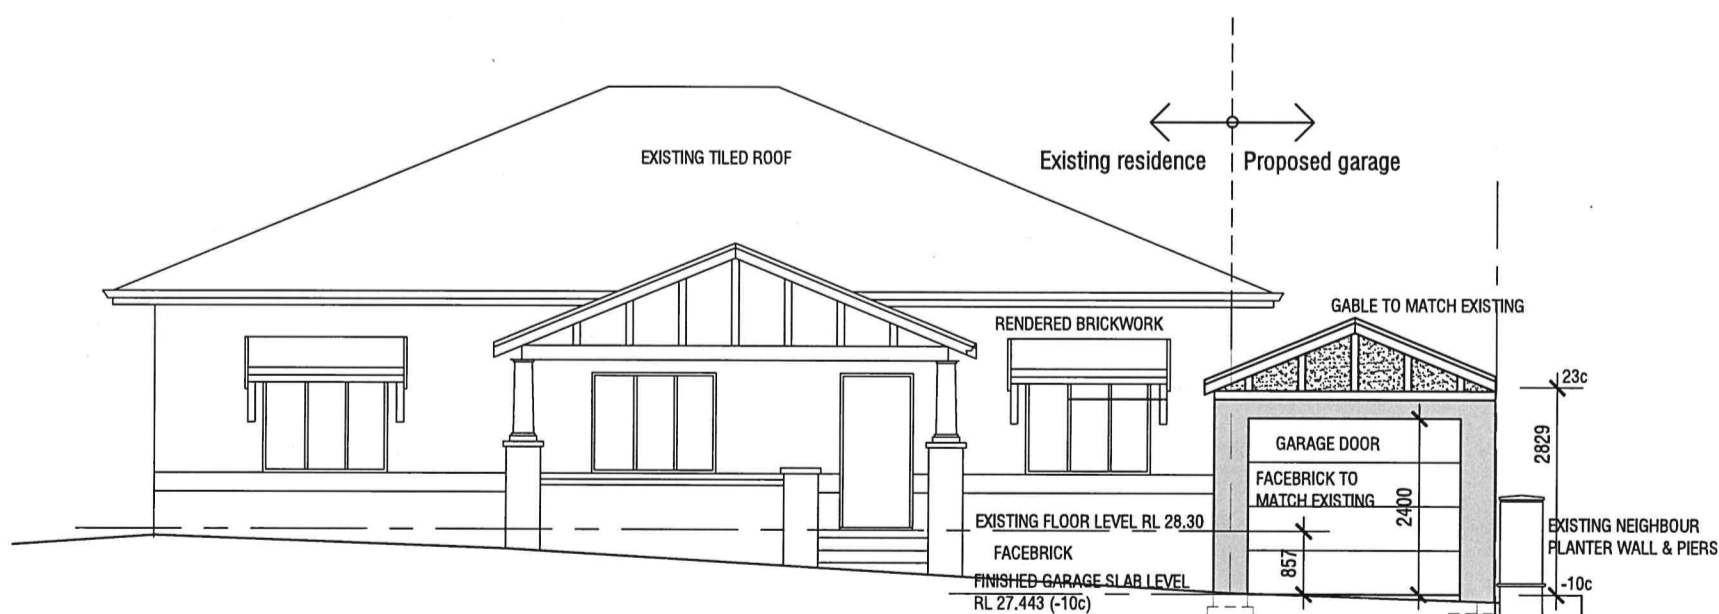 EXISTING TILED ROOF
Existing residence
Proposed garage
GABLE TO MATCH EXISTING
RENDERED BRICKWORK
23c
2829
GARAGE DOOR
FACEBRICK TO
MATCH EXISTING
2400
EXISTING FLOOR LEVEL RL 28.30
FACEBRICK
857
FINISHED GARAGE SLAB LEVEL
RL 27.443 (-10c)
EXISTING NEIGHBOUR
PLANTER WALL & PIERS
-10c